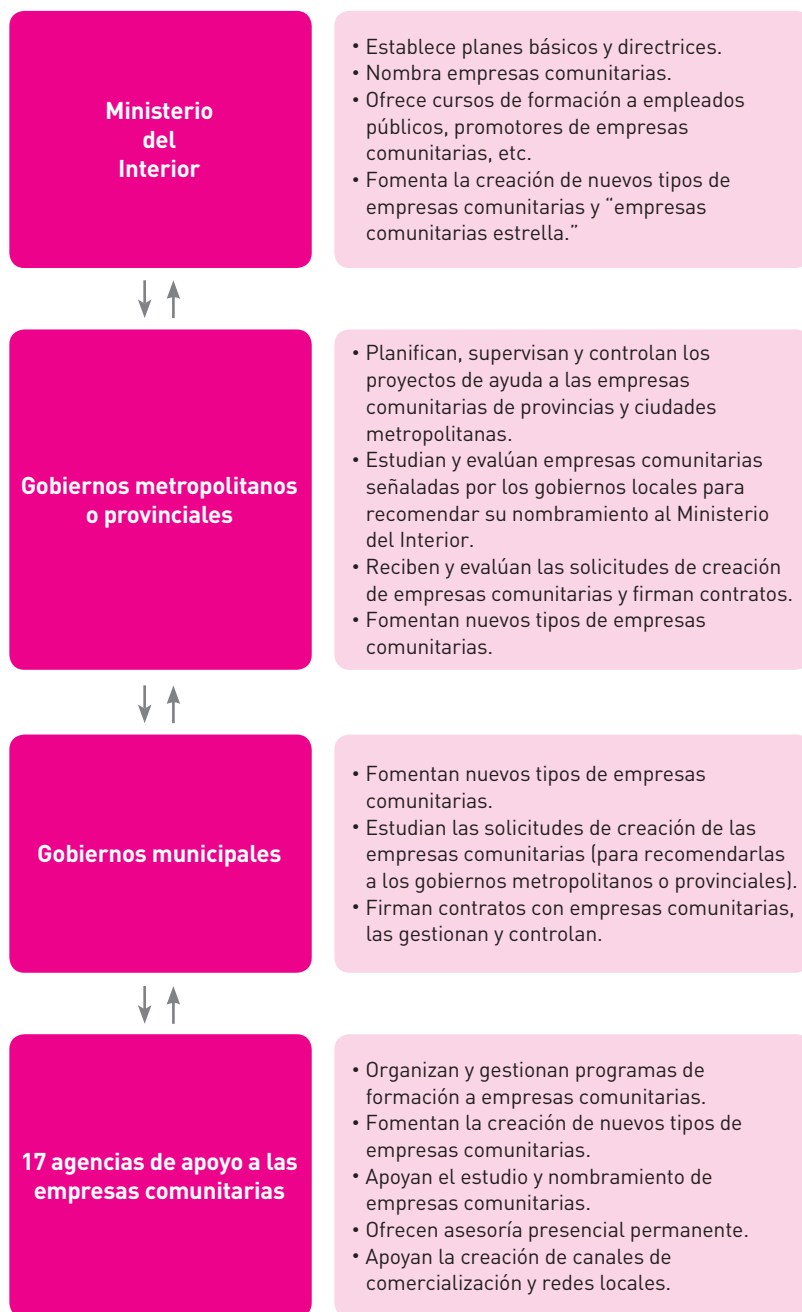 Ministerio
del
Interior
• Establece planes básicos y directrices.
• Nombra empresas comunitarias.
• Ofrece cursos de formación a empleados
públicos, promotores de empresas
comunitarias, etc.
• Fomenta la creación de nuevos tipos de
empresas comunitarias y “empresas
comunitarias estrella.”
Gobiernos metropolitanos
o provinciales
• Planifican, supervisan y controlan los
proyectos de ayuda a las empresas
comunitarias de provincias y ciudades
metropolitanas.
• Estudian y evalúan empresas comunitarias
señaladas por los gobiernos locales para
recomendar su nombramiento al Ministerio
del Interior.
• Reciben y evalúan las solicitudes de creación
de empresas comunitarias y firman contratos.
• Fomentan nuevos tipos de empresas
comunitarias.
Gobiernos municipales
• Fomentan nuevos tipos de empresas
comunitarias.
• Estudian las solicitudes de creación de las
empresas comunitarias (para recomendarlas
a los gobiernos metropolitanos o provinciales).
• Firman contratos con empresas comunitarias,
las gestionan y controlan.
17 agencias de apoyo a las
empresas comunitarias
• Organizan y gestionan programas de
formación a empresas comunitarias.
• Fomentan la creación de nuevos tipos de
empresas comunitarias.
• Apoyan el estudio y nombramiento de
empresas comunitarias.
• Ofrecen asesoría presencial permanente.
• Apoyan la creación de canales de
comercialización y redes locales.